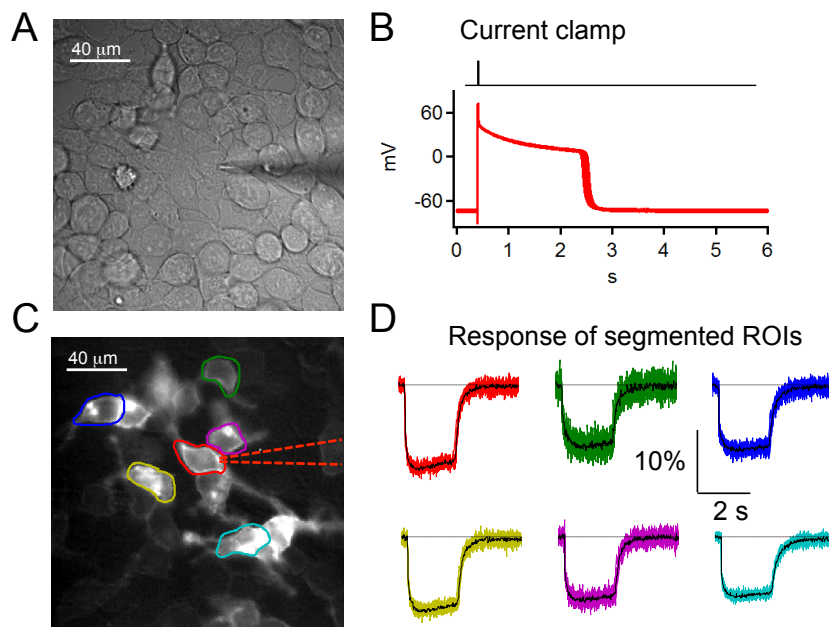 A
40 μm
B
Current clamp
60
0
-60
mV
0 1 2 3 4 5 6
s
C
40 μm
D
Response of segmented ROIs
10%
2 s